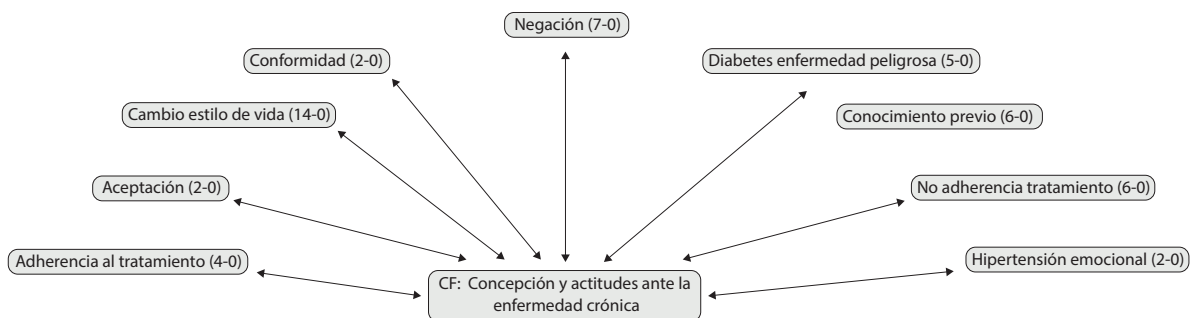 Negación (7-0)
Conformidad (2-0)
Diabetes enfermedad peligrosa (5-0)
Cambio estilo de vida (14-0)
Conocimiento previo (6-0)
Aceptación (2-0)
No adherencia tratamiento (6-0)
Adherencia al tratamiento (4-0)
Hipertensión emocional (2-0)
CF: Concepción y actitudes ante la
enfermedad crónica